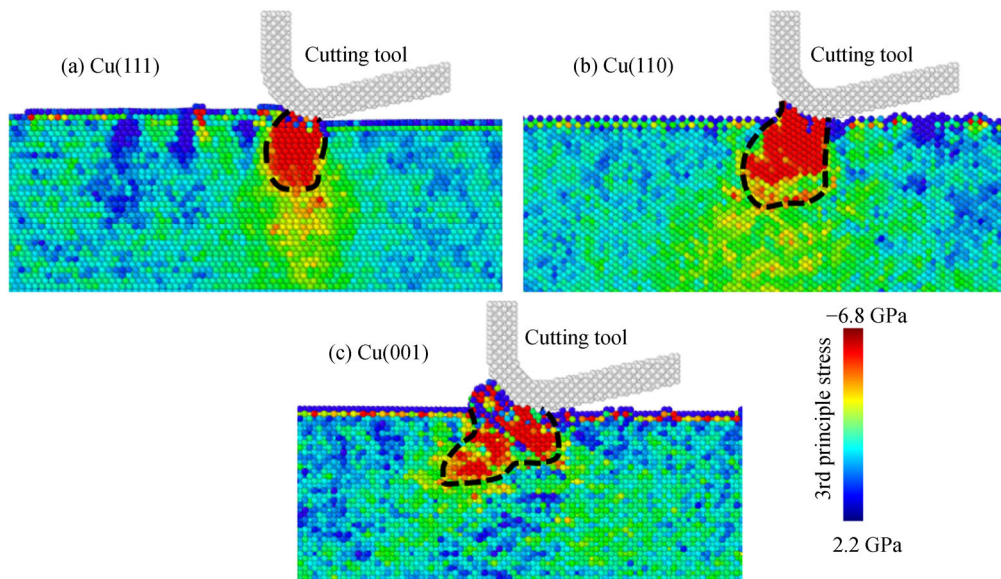 (a) Cu(111)
Cutting tool
(b) Cu(110)
Cutting tool
(c) Cu(001)
Cutting tool
−6.8 GPa
3rd principle stress
2.2 GPa